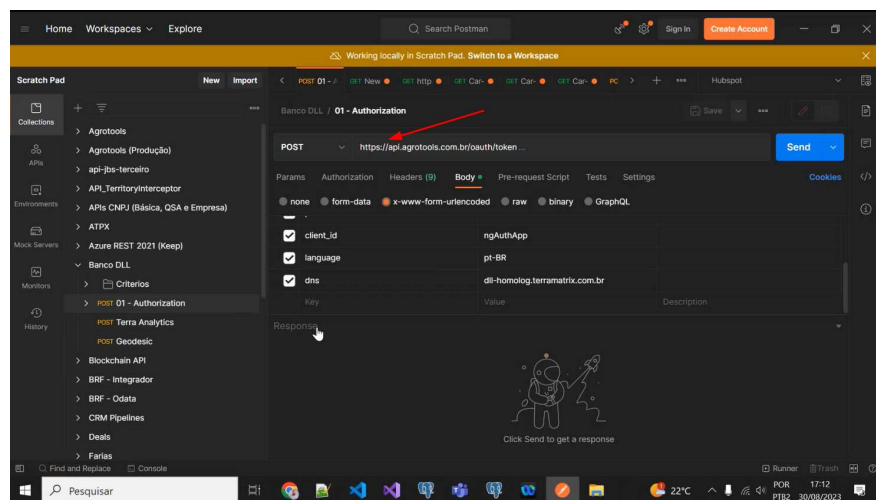 Home Workspaces Explore Search Postman Sign In Create Account
Working locally in Scratch Pad. Switch to a Workspace
Scratch Pad New Import POST 01 - GET New GET http GET Car- GET Car- GET Car- PC Hubspot
Collections
APIs
Environments
Mock Servers
Monitors
History
Agrotools
Agrotools (Produção)
api-jbs-terceiro
API_TerritoryInterceptor
APIs CNPJ (Básica, QSA e Empresa)
ATPX
Azure REST 2021 (Keep)
Banco DLL
Criterios
POST 01 - Authorization
POST Terra Analytics
POST Geodesic
Blockchain API
BRF - Integrador
BRF - Odata
CRM Pipelines
Deals
Farias
Banco DLL / 01 - Authorization Save
POST https://api.agrotools.com.br/oauth/token ... Send
Params Authorization Headers (9) Body Pre-request Script Tests Settings Cookies
none form-data x-www-form-urlencoded raw binary GraphQL
client_id ngAuthApp
language pt-BR
dns dll-homolog.terramatrix.com.br
Key Value Description
Response
Click Send to get a response
Find and Replace Console Runner Trash
Pesquisar 22°C POR 17:12
PTB2 30/08/2023